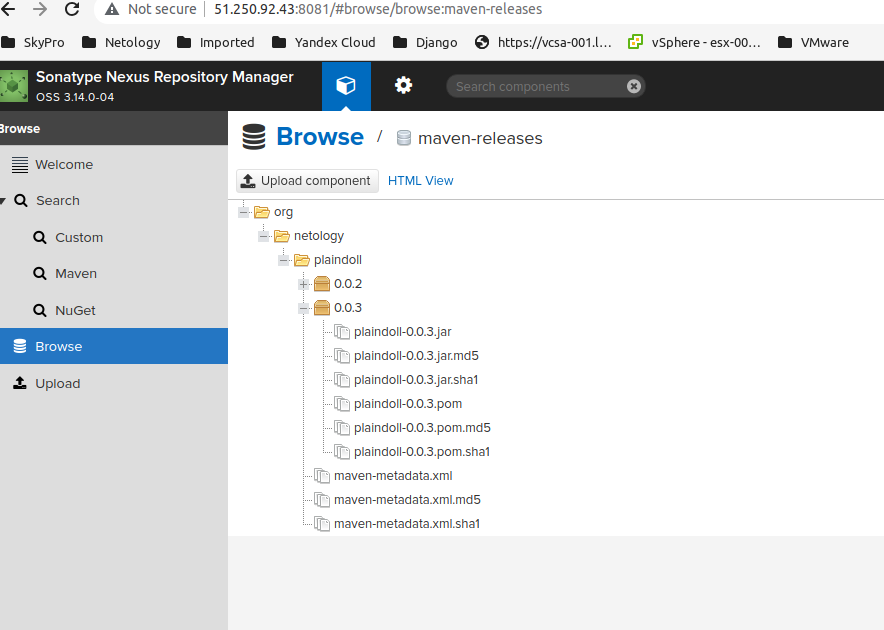 Not secure 51.250.92.43:8081/#browse/browse:maven-releases
SkyPro Netology Imported Yandex Cloud Django https://vcsa-001.l... vSphere - esx-00... VMware
Sonatype Nexus Repository Manager
OSS 3.14.0-04
Search components
Browse
Browse / maven-releases
Welcome
Upload component HTML View
Search
Custom
Maven
NuGet
Browse
Upload
org
netology
plaindoll
0.0.2
0.0.3
plaindoll-0.0.3.jar
plaindoll-0.0.3.jar.md5
plaindoll-0.0.3.jar.sha1
plaindoll-0.0.3.pom
plaindoll-0.0.3.pom.md5
plaindoll-0.0.3.pom.sha1
maven-metadata.xml
maven-metadata.xml.md5
maven-metadata.xml.sha1